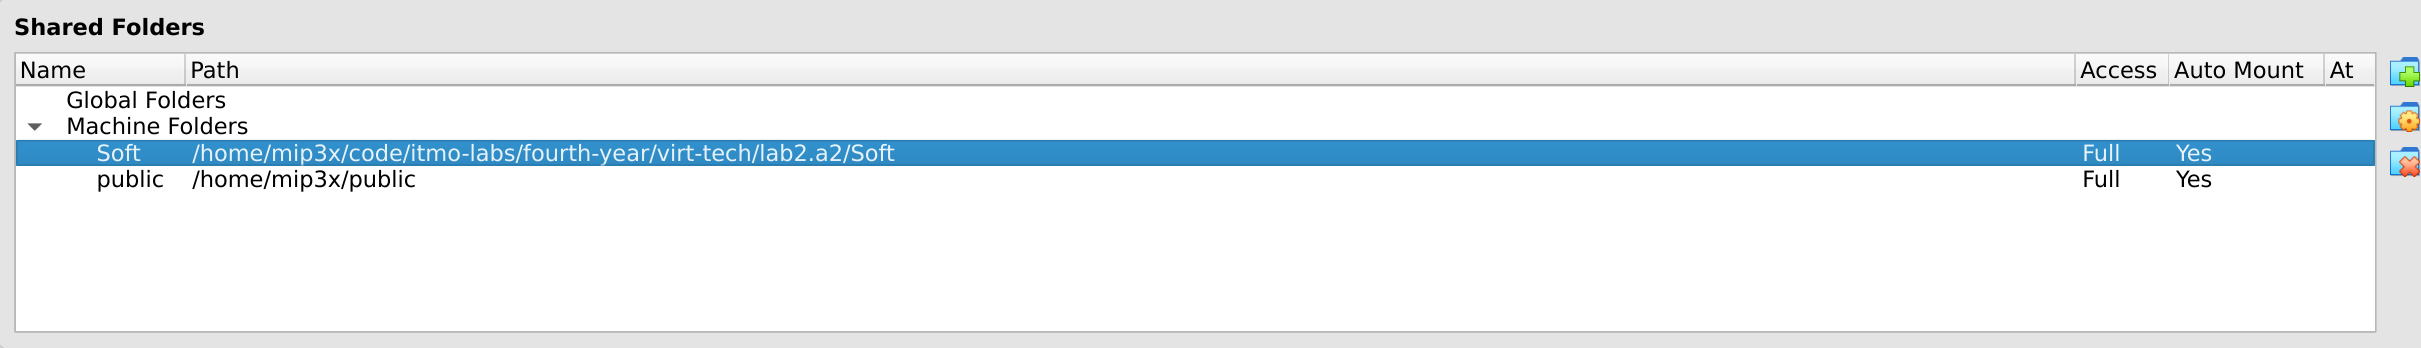 Shared Folders
Name Path Access Auto Mount At
Global Folders
Machine Folders
Soft /home/mip3x/code/itmo-labs/fourth-year/virt-tech/lab2.a2/Soft Full Yes
public /home/mip3x/public Full Yes